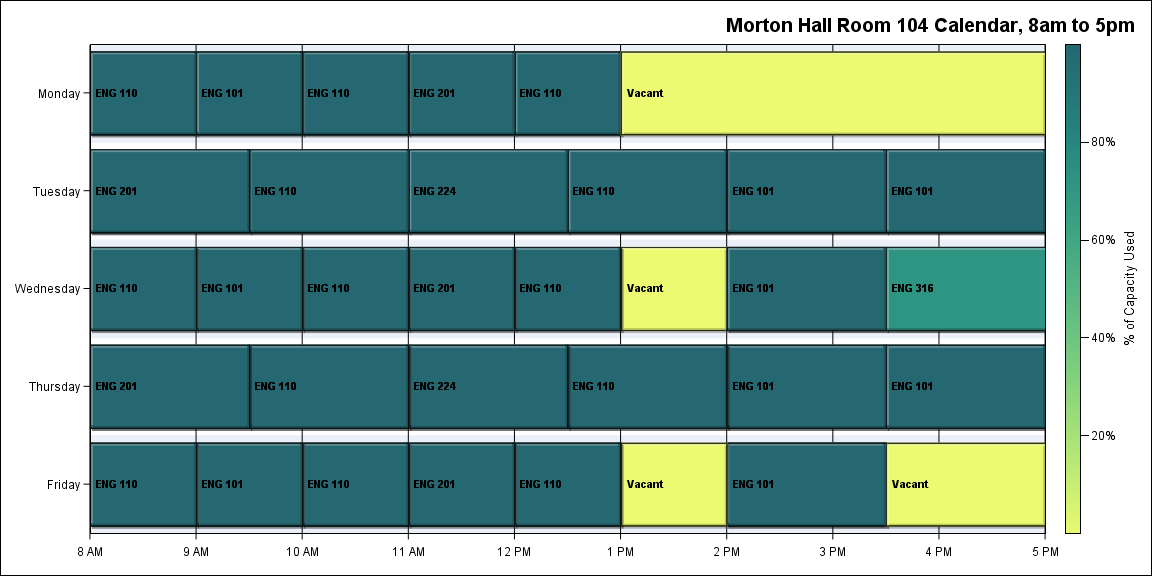 Morton Hall Room 104 Calendar, 8am to 5pm
Monday
ENG 110
ENG 101
ENG 110
ENG 201
ENG 110
Vacant
Tuesday
ENG 201
ENG 110
ENG 224
ENG 110
ENG 101
ENG 101
Wednesday
ENG 110
ENG 101
ENG 110
ENG 201
ENG 110
Vacant
ENG 101
ENG 316
Thursday
ENG 201
ENG 110
ENG 224
ENG 110
ENG 101
ENG 101
Friday
ENG 110
ENG 101
ENG 110
ENG 201
ENG 110
Vacant
ENG 101
Vacant
8 AM
9 AM
10 AM
11 AM
12 PM
1 PM
2 PM
3 PM
4 PM
5 PM
80%
60%
40%
20%
% of Capacity Used